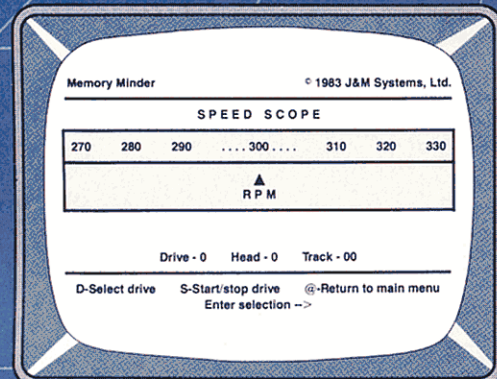 Memory Minder © 1983 J&M Systems, Ltd.
SPEED SCOPE
270 280 290 .... 300 .... 310 320 330
▲
RPM
Drive - 0 Head - 0 Track - 00
D-Select drive S-Start/stop drive @-Return to main menu
Enter selection -->